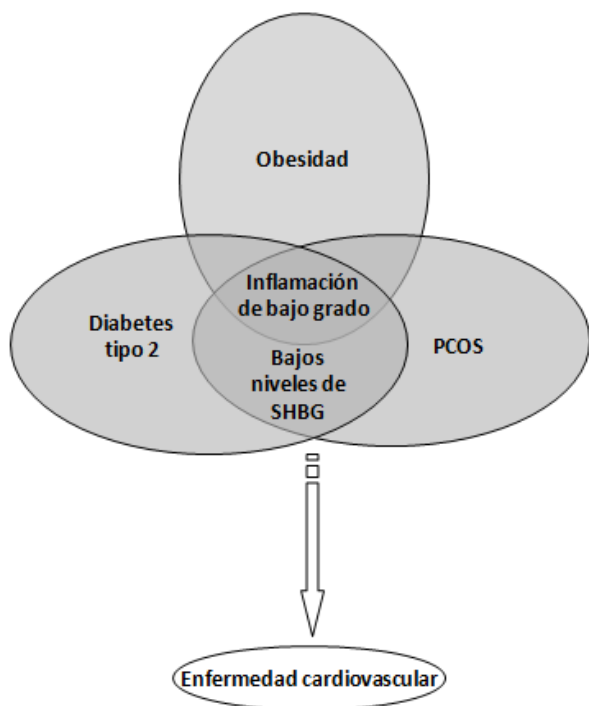 Obesidad
Inflamación
de bajo grado
Diabetes
tipo 2
PCOS
Bajos
niveles de
SHBG
Enfermedad cardiovascular